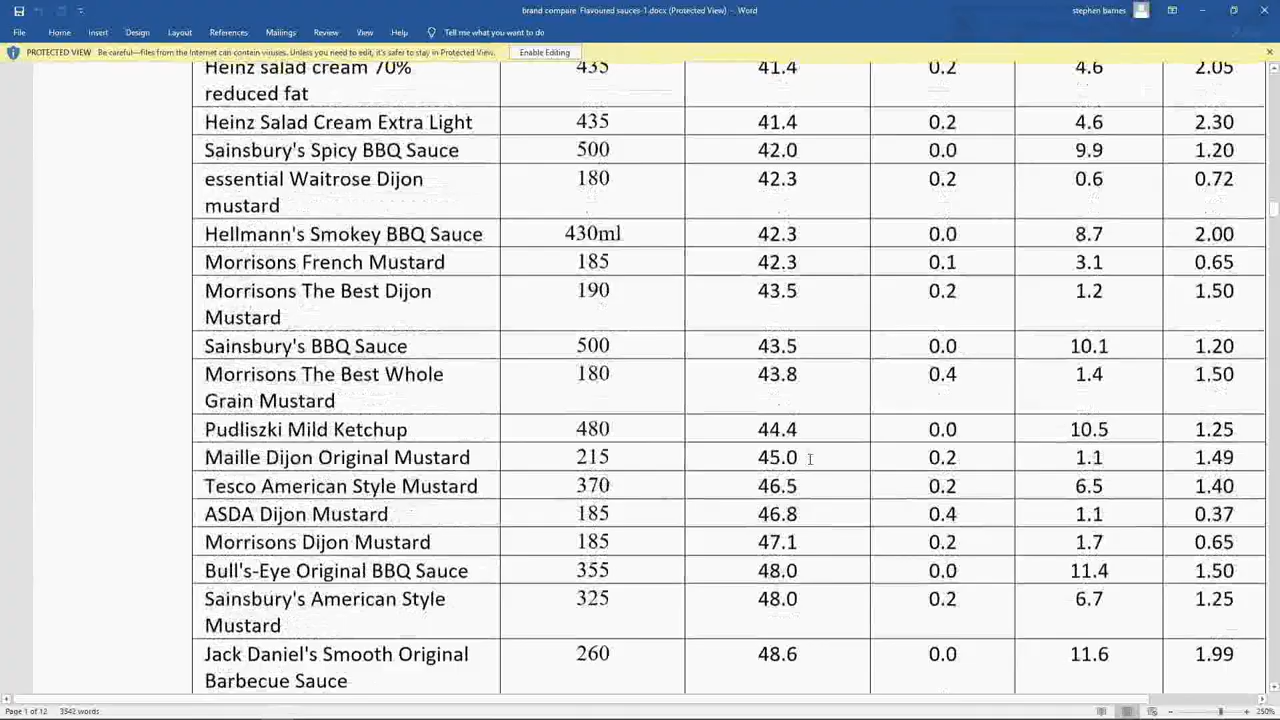 brand compare Flavoured sauces-1.docx (Protected View) - Word
stephen barnes
File Home Insert Draw Design Layout References Mailings Review View Help Tell me what you want to do
PROTECTED VIEW Be careful—files from the Internet can contain viruses. Unless you need to edit, it's safer to stay in Protected View. Enable Editing
Heinz salad cream 70% 435 41.4 0.2 4.6 2.05
reduced fat
Heinz Salad Cream Extra Light 435 41.4 0.2 4.6 2.30
Sainsbury's Spicy BBQ Sauce 500 42.0 0.0 9.9 1.20
essential Waitrose Dijon 180 42.3 0.2 0.6 0.72
mustard
Hellmann's Smokey BBQ Sauce 430ml 42.3 0.0 8.7 2.00
Morrisons French Mustard 185 42.3 0.1 3.1 0.65
Morrisons The Best Dijon 190 43.5 0.2 1.2 1.50
Mustard
Sainsbury's BBQ Sauce 500 43.5 0.0 10.1 1.20
Morrisons The Best Whole 180 43.8 0.4 1.4 1.50
Grain Mustard
Pudliszki Mild Ketchup 480 44.4 0.0 10.5 1.25
Maille Dijon Original Mustard 215 45.0 0.2 1.1 1.49
Tesco American Style Mustard 370 46.5 0.2 6.5 1.40
ASDA Dijon Mustard 185 46.8 0.4 1.1 0.37
Morrisons Dijon Mustard 185 47.1 0.2 1.7 0.65
Bull's-Eye Original BBQ Sauce 355 48.0 0.0 11.4 1.50
Sainsbury's American Style 325 48.0 0.2 6.7 1.25
Mustard
Jack Daniel's Smooth Original 260 48.6 0.0 11.6 1.99
Barbecue Sauce
Page 1 of 12 3342 words 250%